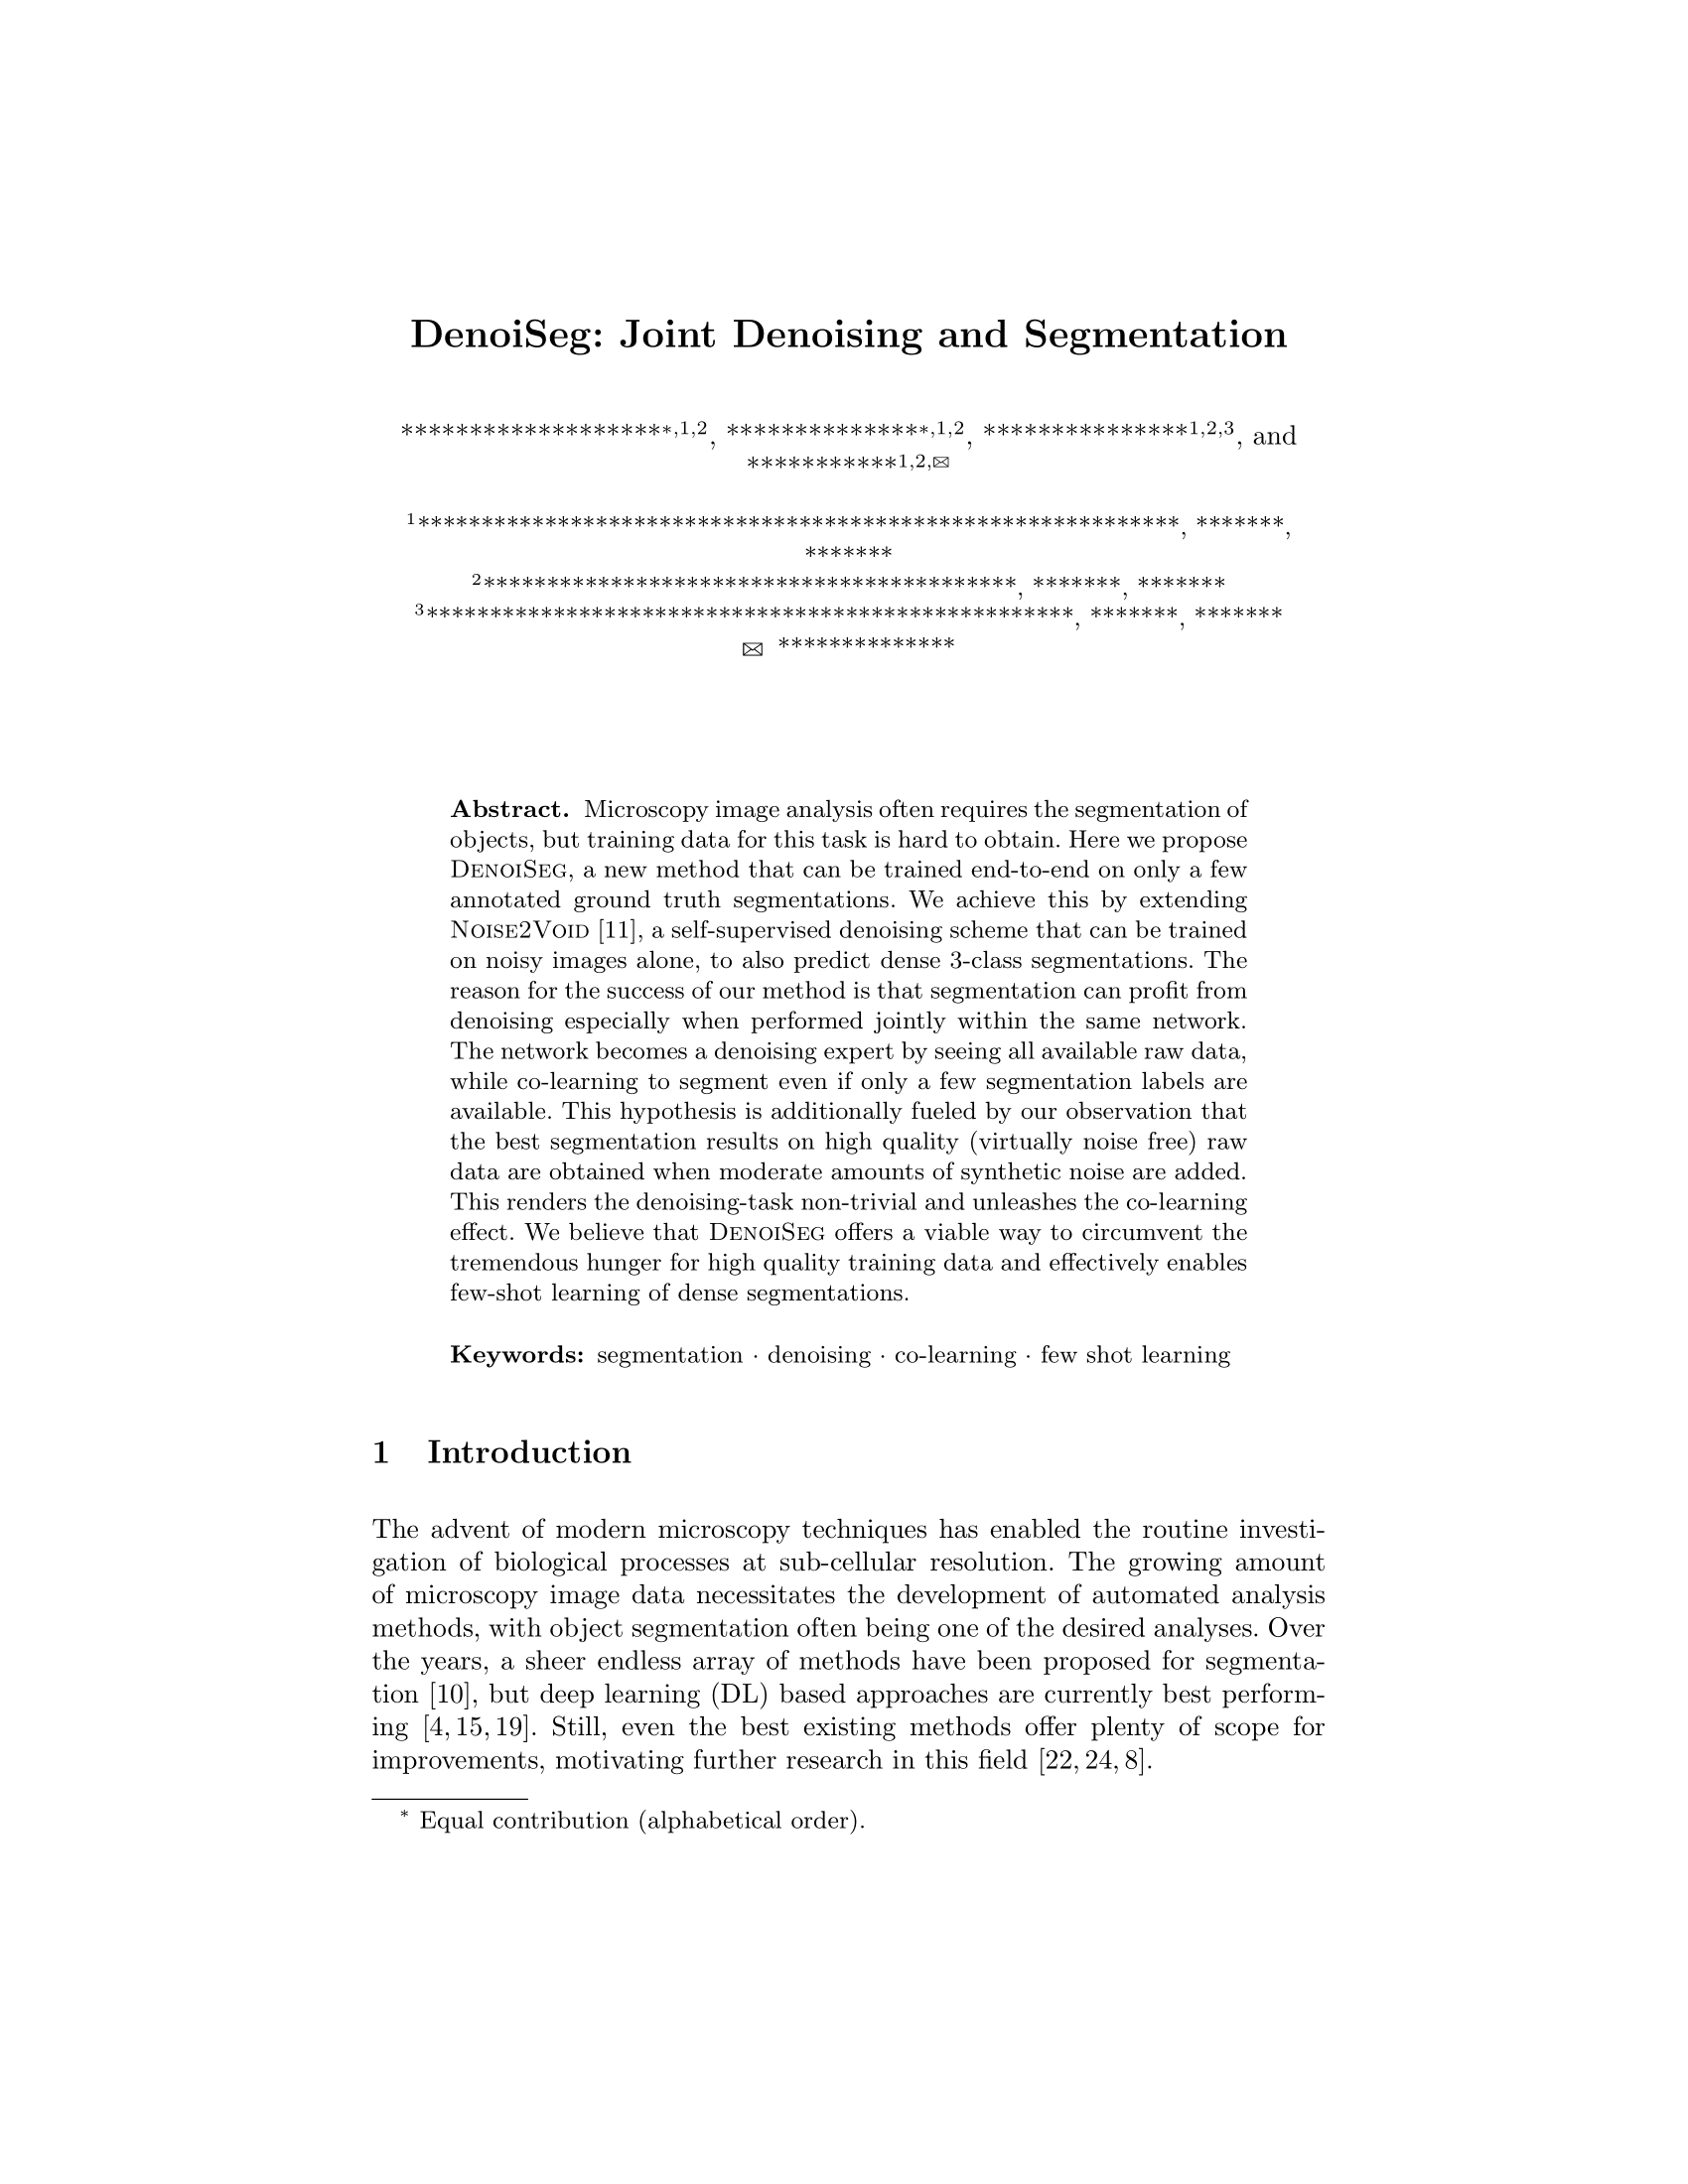 DenoiSeg: Joint Denoising and Segmentation
********************∗,1,2, ***************∗,1,2, ***************1,2,3, and
***********1,2,✉
1************************************************************, *******,
*******
2******************************************, *******, *******
3***************************************************, *******, *******
✉ **************
Abstract. Microscopy image analysis often requires the segmentation of
objects, but training data for this task is hard to obtain. Here we propose
DenoiSeg, a new method that can be trained end-to-end on only a few
annotated ground truth segmentations. We achieve this by extending
Noise2Void [11], a self-supervised denoising scheme that can be trained
on noisy images alone, to also predict dense 3-class segmentations. The
reason for the success of our method is that segmentation can profit from
denoising especially when performed jointly within the same network.
The network becomes a denoising expert by seeing all available raw data,
while co-learning to segment even if only a few segmentation labels are
available. This hypothesis is additionally fueled by our observation that
the best segmentation results on high quality (virtually noise free) raw
data are obtained when moderate amounts of synthetic noise are added.
This renders the denoising-task non-trivial and unleashes the co-learning
effect. We believe that DenoiSeg offers a viable way to circumvent the
tremendous hunger for high quality training data and effectively enables
few-shot learning of dense segmentations.
Keywords: segmentation · denoising · co-learning · few shot learning
1 Introduction
The advent of modern microscopy techniques has enabled the routine investi-
gation of biological processes at sub-cellular resolution. The growing amount
of microscopy image data necessitates the development of automated analysis
methods, with object segmentation often being one of the desired analyses. Over
the years, a sheer endless array of methods have been proposed for segmenta-
tion [10], but deep learning (DL) based approaches are currently best perform-
ing [4, 15, 19]. Still, even the best existing methods offer plenty of scope for
improvements, motivating further research in this field [22, 24, 8].
* Equal contribution (alphabetical order).